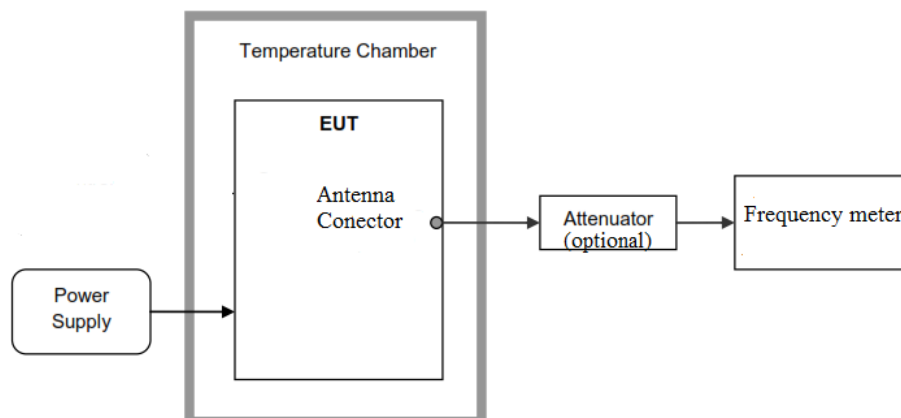 Temperature Chamber
EUT
Antenna
Conector
Attenuator
(optional)
Frequency meter
Power
Supply